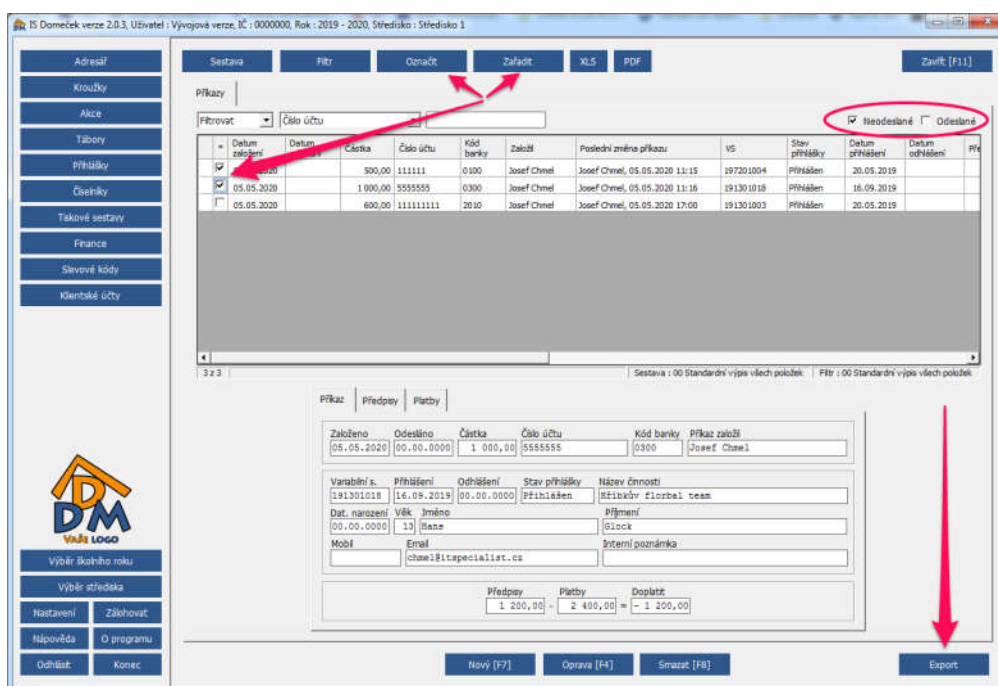 IS Domeček verze 2.0.3, Uživatel : Vývojová verze, IČ : 0000000, Rok : 2019 - 2020, Středisko : Středisko 1
Adresář
Kroužky
Akce
Tábory
Přihlášky
Číselníky
Tiskové sestavy
Finance
Slevové kódy
Klientské účty
VAŠE LOGO
Výběr školního roku
Výběr střediska
Nastavení Zálohovat
Nápověda O programu
Odhlásit Konec
Sestava Filtr Označit Zařadit XLS PDF Zavřít [F11]
Příkazy
Filtrovat Číslo účtu Neodeslané Odeslané
Datum založení Datum Částka Číslo účtu Kód banky Založil Poslední změna příkazu VS Stav přihlášky Datum přihlášení Datum odhlášení
2020 500,00 111111 0100 Josef Chmel Josef Chmel, 05.05.2020 11:15 197201004 Přihlášen 20.05.2019
05.05.2020 1 000,00 5555555 0300 Josef Chmel Josef Chmel, 05.05.2020 11:16 191301018 Přihlášen 16.09.2019
05.05.2020 600,00 111111111 2010 Josef Chmel Josef Chmel, 05.05.2020 17:00 191301003 Přihlášen 20.05.2019
3 z 3 Sestava : 00 Standardní výpis všech položek Filtr : 00 Standardní výpis všech položek
Příkaz Předpisy Platby
Založeno Odesláno Částka Číslo účtu Kód banky Příkaz založil
05.05.2020 00.00.0000 1 000,00 5555555 0300 Josef Chmel
Variabilní s. Přihlášení Odhlášení Stav přihlášky Název činnosti
191301018 16.09.2019 00.00.0000 Přihlášen Hříbkův florbal team
Dat. narození Věk Jméno Příjmení
00.00.0000 13 Hans Glock
Mobil Email Interní poznámka
chmel@itspecialist.cz
Předpisy Platby Doplatit
1 200,00 - 2 400,00 = - 1 200,00
Nový [F7] Oprava [F4] Smazat [F8] Export